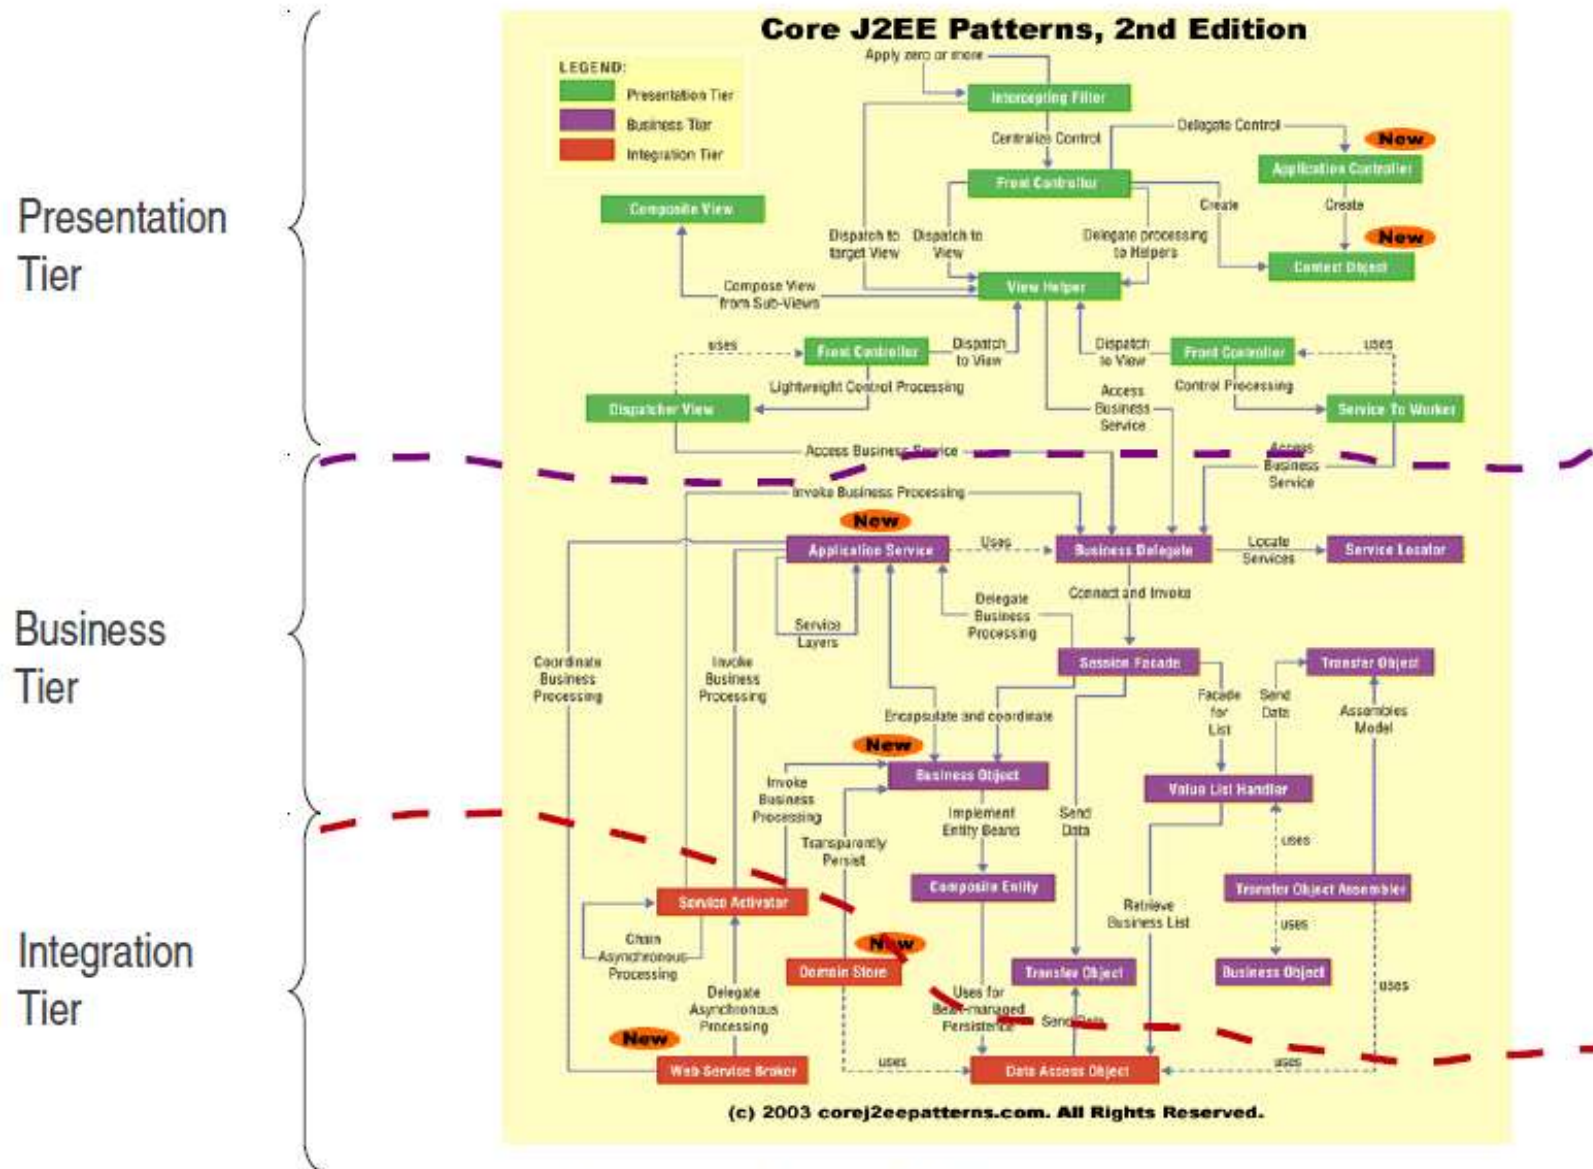 Core J2EE Patterns, 2nd Edition
LEGEND:
Presentation Tier
Business Tier
Integration Tier
Apply zero or more
Intercepting Filter
Centralize Control
Delegate Control
New
Application Controller
Front Controller
Composite View
Create
Create
New
Context Object
Dispatch to
target View
Dispatch to
View
Delegate processing
to Helpers
View Helper
Compose View
from Sub-Views
uses
Front Controller
Dispatch
to View
Dispatch
to View
Front Controller
uses
Lightweight Control Processing
Control Processing
Dispatcher View
Access
Business
Service
Service To Worker
Access Business Service
Access
Business
Service
Presentation
Tier
Invoke Business Processing
New
Application Service
Uses
Business Delegate
Locate
Services
Service Locator
Connect and Invoke
Delegate
Business
Processing
Service
Layers
Business
Tier
Coordinate
Business
Processing
Invoke
Business
Processing
Session Facade
Transfer Object
Facade
for
List
Send
Data
Assembles
Model
Encapsulate and coordinate
New
Business Object
Invoke
Business
Processing
Implement
Entity Beans
Send
Data
Value List Handler
Transparently
Persist
uses
Composite Entity
Transfer Object Assembler
Service Activator
Retrieve
Business List
uses
Chain
Asynchronous
Processing
New
Domain Store
Transfer Object
Business Object
Integration
Tier
Delegate
Asynchronous
Processing
Uses for
Bean-managed
Persistence
Send Data
uses
New
Web Service Broker
uses
Data Access Object
uses
(c) 2003 corej2eepatterns.com. All Rights Reserved.